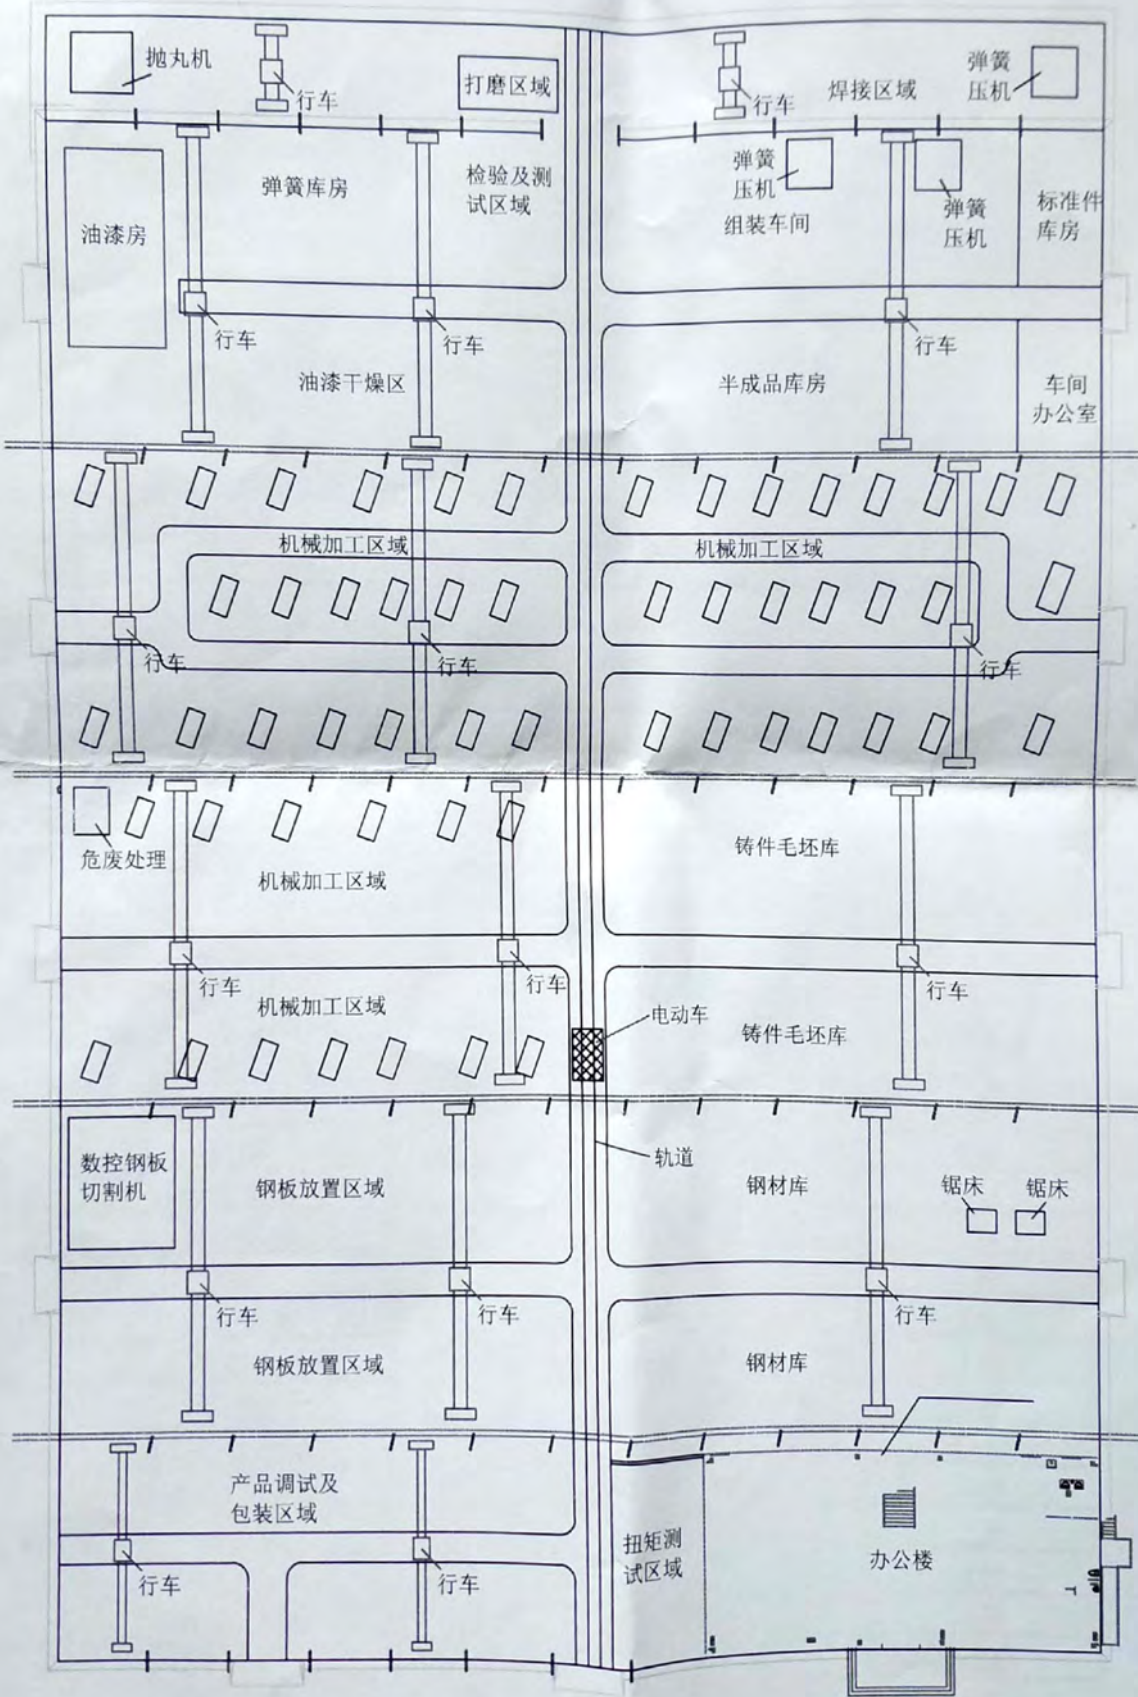 抛丸机
行车
打磨区域
行车
焊接区域
弹簧
压机
油漆房
弹簧库房
检验及测
试区域
弹簧
压机
组装车间
弹簧
压机
标准件
库房
行车
行车
行车
油漆干燥区
半成品库房
车间
办公室
机械加工区域
机械加工区域
行车
行车
行车
危废处理
机械加工区域
铸件毛坯库
行车
行车
行车
机械加工区域
电动车
铸件毛坯库
数控钢板
切割机
钢板放置区域
轨道
钢材库
锯床
锯床
行车
行车
行车
钢板放置区域
钢材库
产品调试及
包装区域
扭矩测
试区域
办公楼
行车
行车